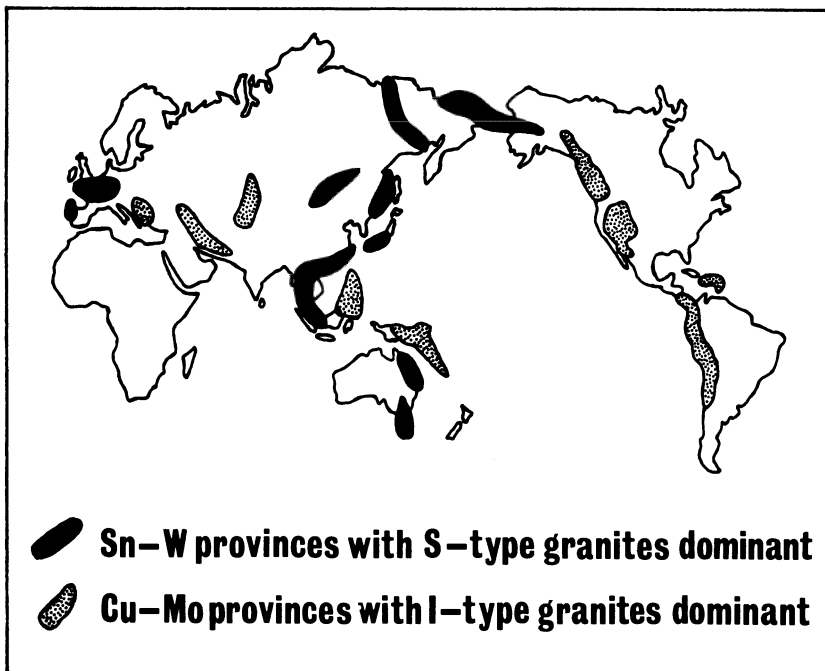 Sn–W provinces with S–type granites dominant
Cu–Mo provinces with I–type granites dominant